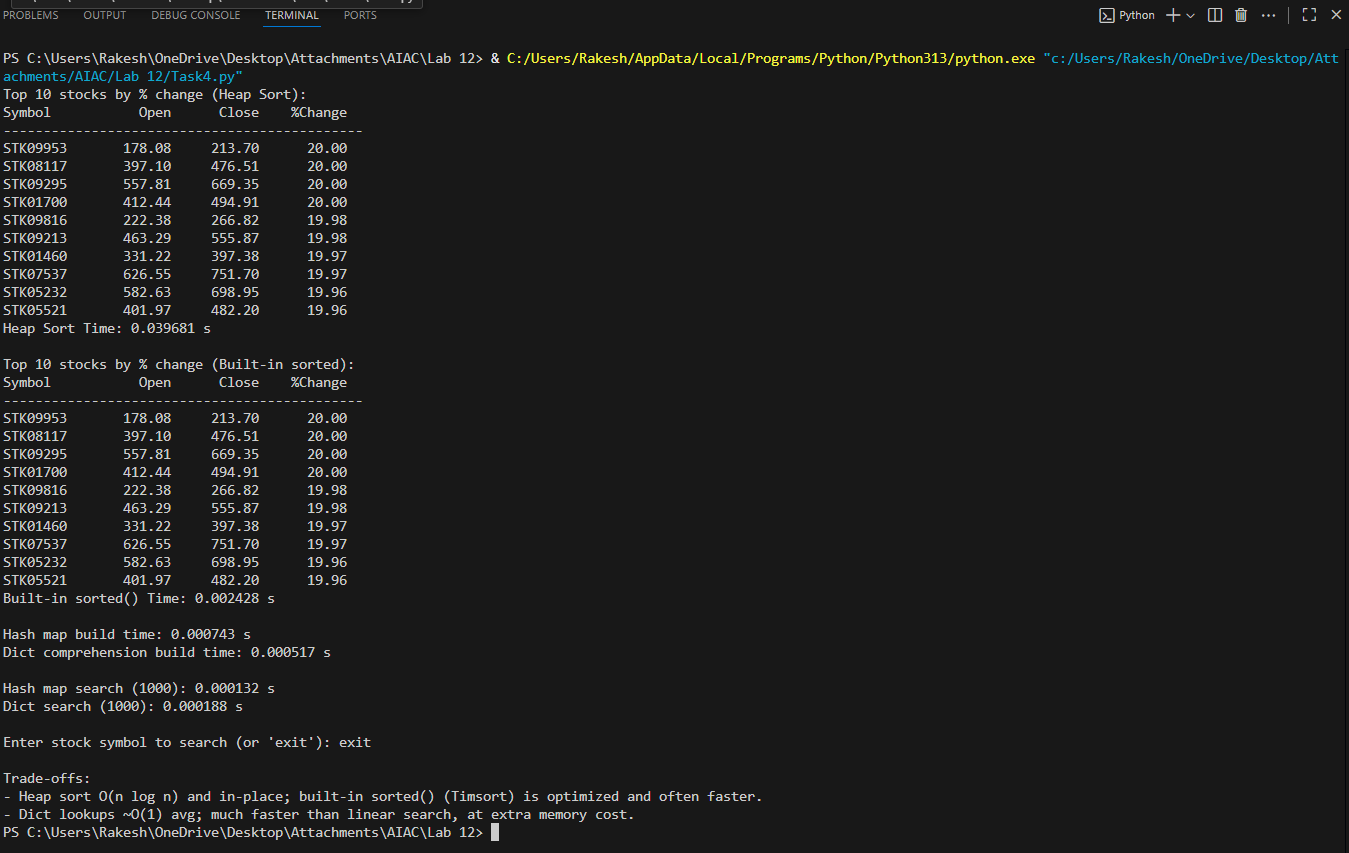 PROBLEMS OUTPUT DEBUG CONSOLE TERMINAL PORTS Python
PS C:\Users\Rakesh\OneDrive\Desktop\Attachments\AIAC\Lab 12> & C:/Users/Rakesh/AppData/Local/Programs/Python/Python313/python.exe "c:/Users/Rakesh/OneDrive/Desktop/Att
achments/AIAC/Lab 12/Task4.py"
Top 10 stocks by % change (Heap Sort):
Symbol Open Close %Change
---------------------------------------------
STK09953 178.08 213.70 20.00
STK08117 397.10 476.51 20.00
STK09295 557.81 669.35 20.00
STK01700 412.44 494.91 20.00
STK09816 222.38 266.82 19.98
STK09213 463.29 555.87 19.98
STK01460 331.22 397.38 19.97
STK07537 626.55 751.70 19.97
STK05232 582.63 698.95 19.96
STK05521 401.97 482.20 19.96
Heap Sort Time: 0.039681 s
Top 10 stocks by % change (Built-in sorted):
Symbol Open Close %Change
---------------------------------------------
STK09953 178.08 213.70 20.00
STK08117 397.10 476.51 20.00
STK09295 557.81 669.35 20.00
STK01700 412.44 494.91 20.00
STK09816 222.38 266.82 19.98
STK09213 463.29 555.87 19.98
STK01460 331.22 397.38 19.97
STK07537 626.55 751.70 19.97
STK05232 582.63 698.95 19.96
STK05521 401.97 482.20 19.96
Built-in sorted() Time: 0.002428 s
Hash map build time: 0.000743 s
Dict comprehension build time: 0.000517 s
Hash map search (1000): 0.000132 s
Dict search (1000): 0.000188 s
Enter stock symbol to search (or 'exit'): exit
Trade-offs:
- Heap sort O(n log n) and in-place; built-in sorted() (Timsort) is optimized and often faster.
- Dict lookups ~O(1) avg; much faster than linear search, at extra memory cost.
PS C:\Users\Rakesh\OneDrive\Desktop\Attachments\AIAC\Lab 12>